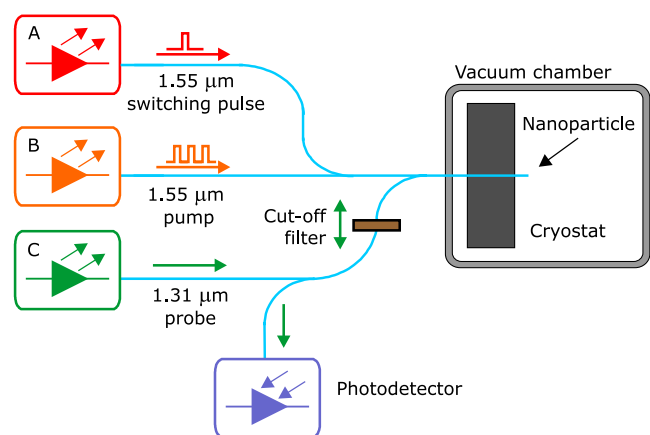 A
1.55 μm
switching pulse
Vacuum chamber
Nanoparticle
B
1.55 μm
pump
Cut-off
filter
Cryostat
C
1.31 μm
probe
Photodetector